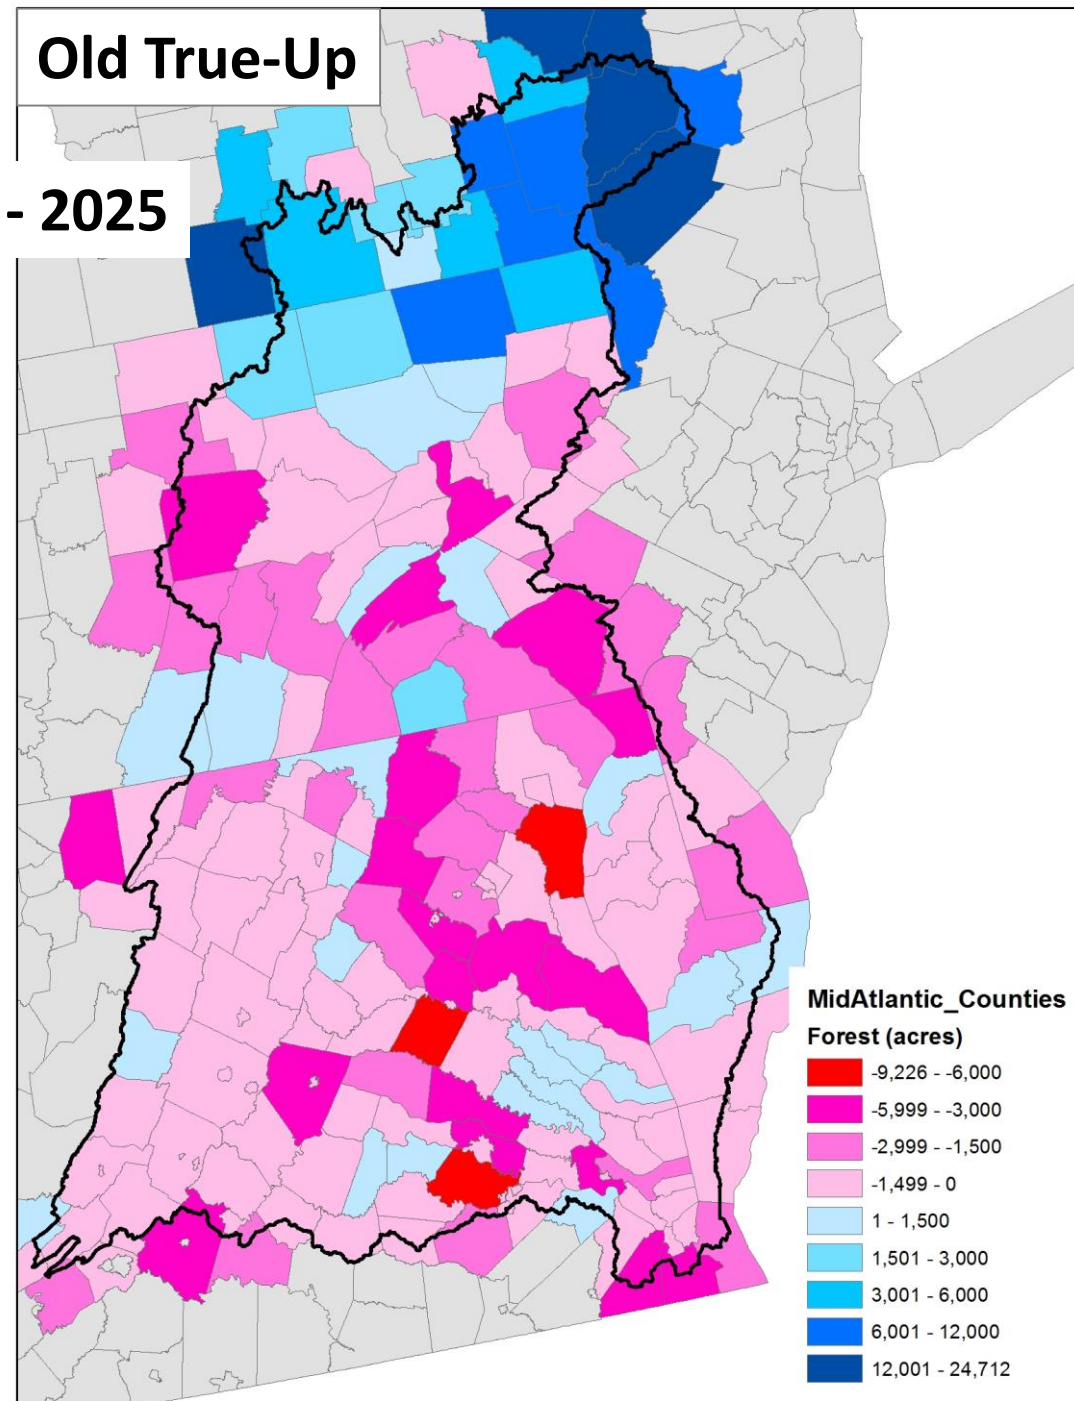 Old True-Up
- 2025
MidAtlantic_Counties
Forest (acres)
-9,226 - -6,000
-5,999 - -3,000
-2,999 - -1,500
-1,499 - 0
1 - 1,500
1,501 - 3,000
3,001 - 6,000
6,001 - 12,000
12,001 - 24,712